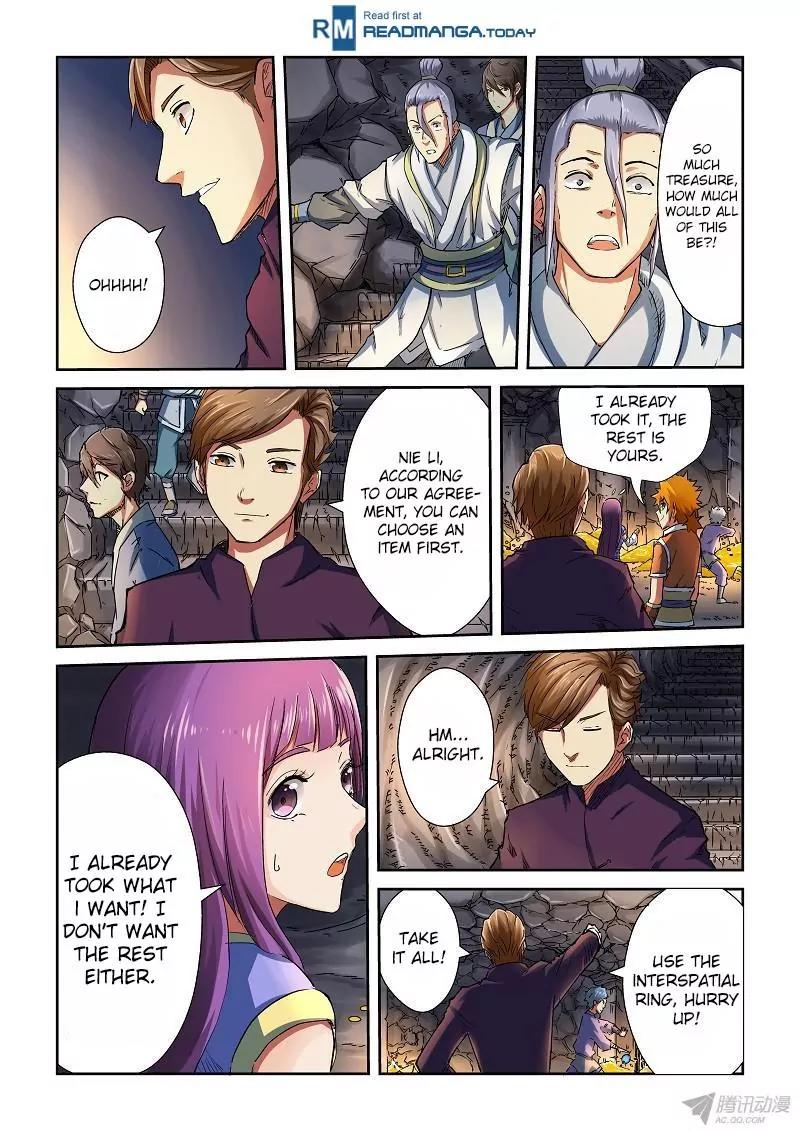 RM
Read first at
READMANGA.TODAY
OHHHH!
SO
MUCH
TREASURE,
HOW MUCH
WOULD ALL
OF THIS
BE?!
NIE LI,
ACCORDING
TO OUR AGREE-
MENT, YOU CAN
CHOOSE AN
ITEM FIRST.
I ALREADY
TOOK IT, THE
REST IS
YOURS.
I ALREADY
TOOK WHAT
I WANT! I
DON'T WANT
THE REST
EITHER.
HM...
ALRIGHT.
TAKE
IT ALL!
USE THE
INTERSPATIAL
RING, HURRY
UP!
腾讯动漫
AC.QQ.COM